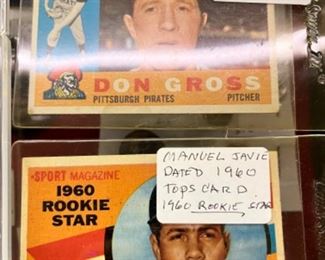 DON GROSS
PITTSBURGH PIRATES PITCHER
SPORT MAGAZINE
1960
ROOKIE
STAR
MANUEL JAVIE
DATED 1960
TOPS CARD
1960 ROOKIE STAR